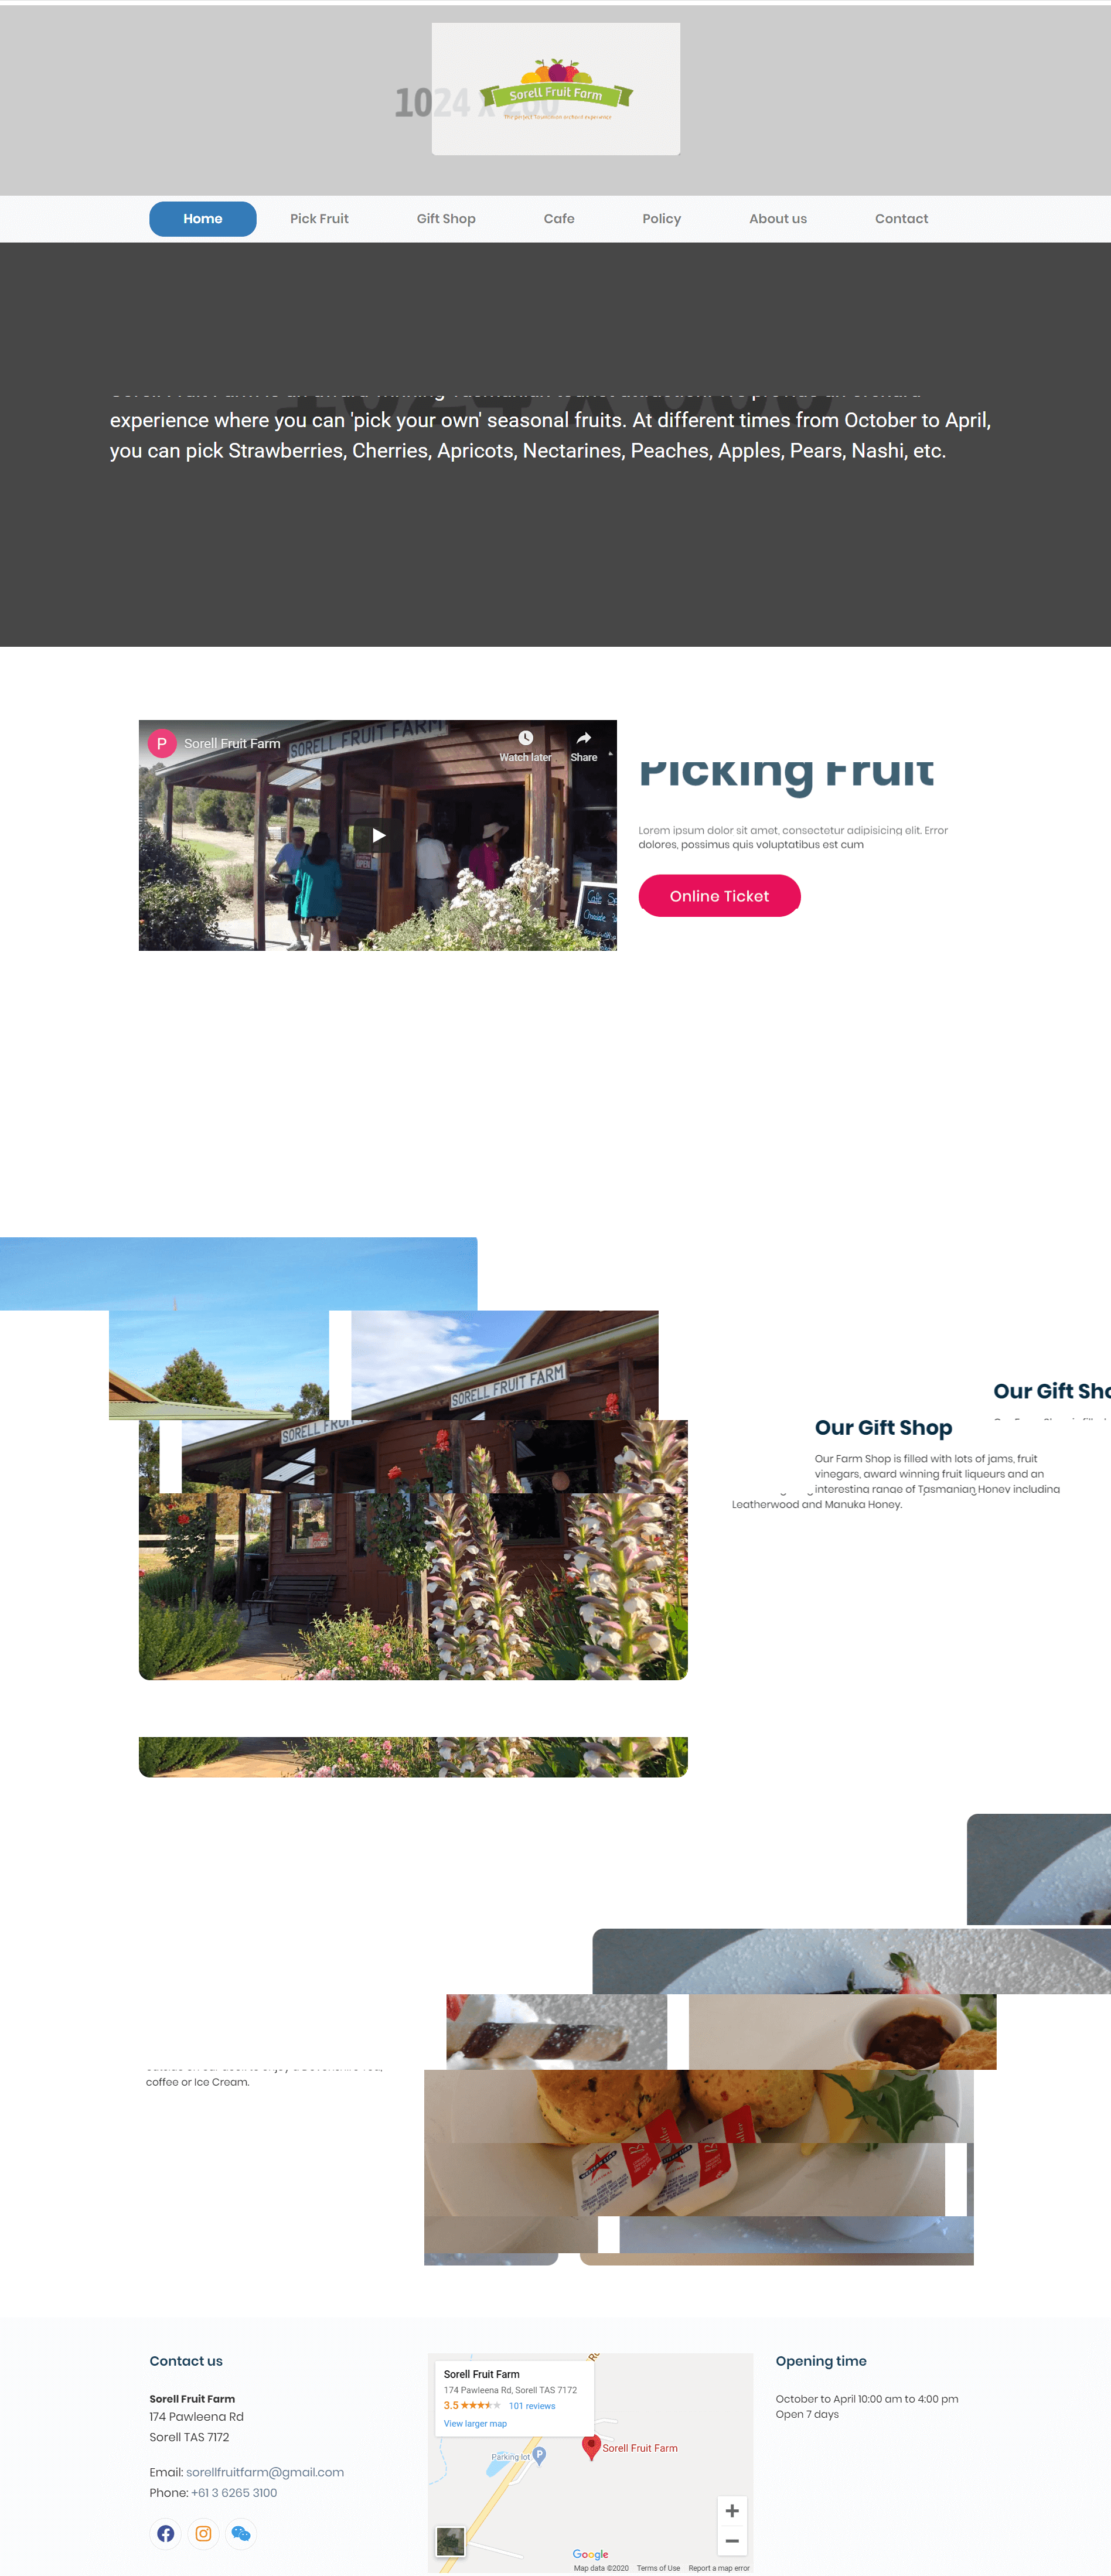 1024 x 200
Sorell Fruit Farm
The perfect Tasmanian orchard experience
Home
Pick Fruit
Gift Shop
Cafe
Policy
About us
Contact
experience where you can 'pick your own' seasonal fruits. At different times from October to April,
you can pick Strawberries, Cherries, Apricots, Nectarines, Peaches, Apples, Pears, Nashi, etc.
P
Sorell Fruit Farm
SORELL FRUIT FARM
Watch later
Share
Picking Fruit
Lorem ipsum dolor sit amet, consectetur adipisicing elit. Error
dolores, possimus quis voluptatibus est cum
Online Ticket
SORELL FRUIT FARM
Our Gift Sho
SORELL FRUIT FARM
Our Gift Shop
Our Farm Shop is filled with lots of jams, fruit
vinegars, award winning fruit liqueurs and an
interesting range of Tasmanian Honey including
Leatherwood and Manuka Honey.
coffee or Ice Cream.
Contact us
Sorell Fruit Farm
174 Pawleena Rd
Sorell TAS 7172
Email: sorellfruitfarm@gmail.com
Phone: +61 3 6265 3100
Sorell Fruit Farm
174 Pawleena Rd, Sorell TAS 7172
3.5
101 reviews
View larger map
Parking lot
P
Sorell Fruit Farm
Google
Map data ©2020
Terms of Use
Report a map error
Opening time
October to April 10:00 am to 4:00 pm
Open 7 days